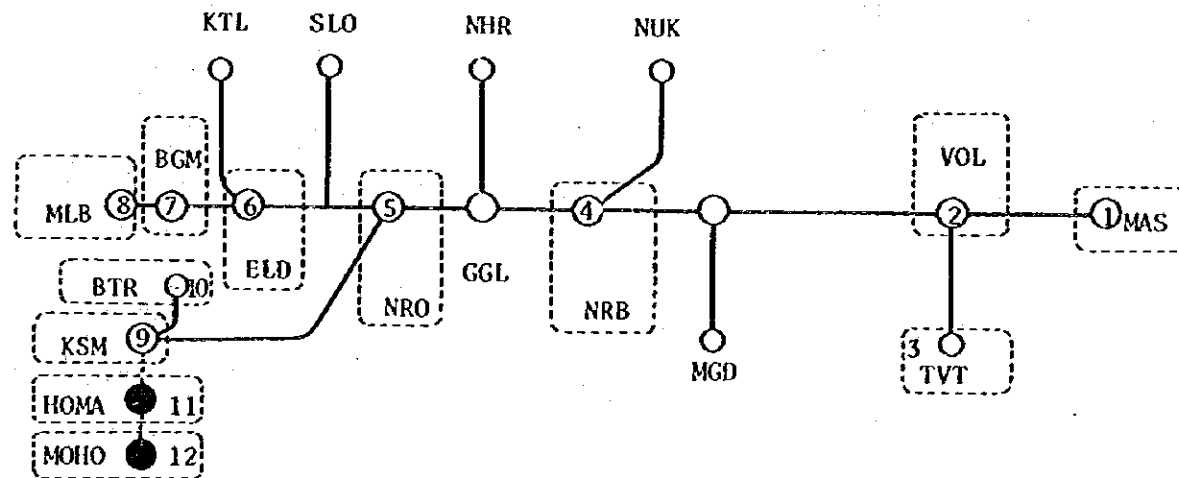 KTL SLO NHR NUK
BGM VOL
MLB 8 7 6 5 4 2 1 MAS
BTR 10 ELD GGL
NRO NRB
KSM 9 3
MGD TVT
HOMA 11
MOHO 12